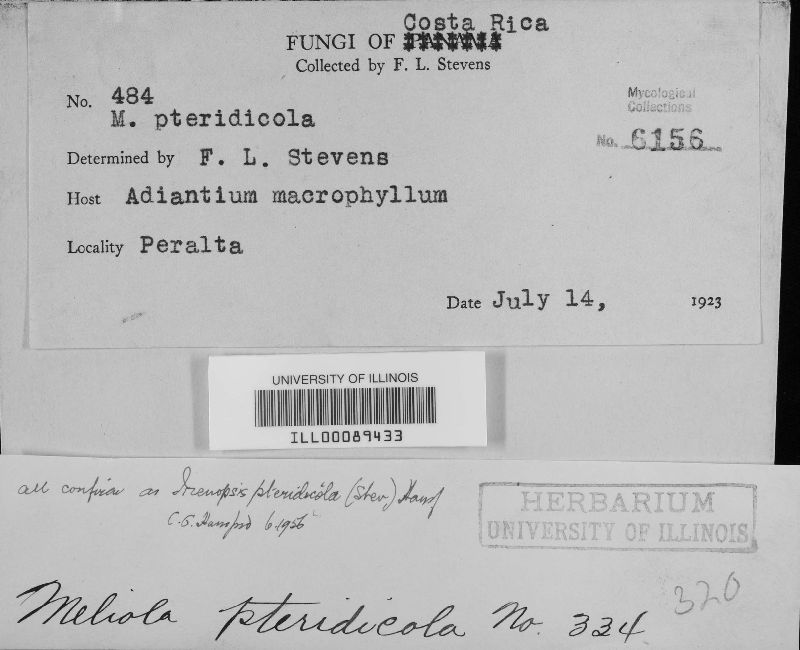 Costa Rica
FUNGI OF PANAMA
Collected by F. L. Stevens
No. 484
M. pteridicola
Mycological
Collections
No. 6156
Determined by F. L. Stevens
Host Adiantium macrophyllum
Locality Peralta
Date July 14, 1923
UNIVERSITY OF ILLINOIS
ILL00089433
all confirm as Irenopsis pteridicola (Stev.) Hansf
C.G. Hansford 6.1956
HERBARIUM
UNIVERSITY OF ILLINOIS
320
Meliola pteridicola No. 334